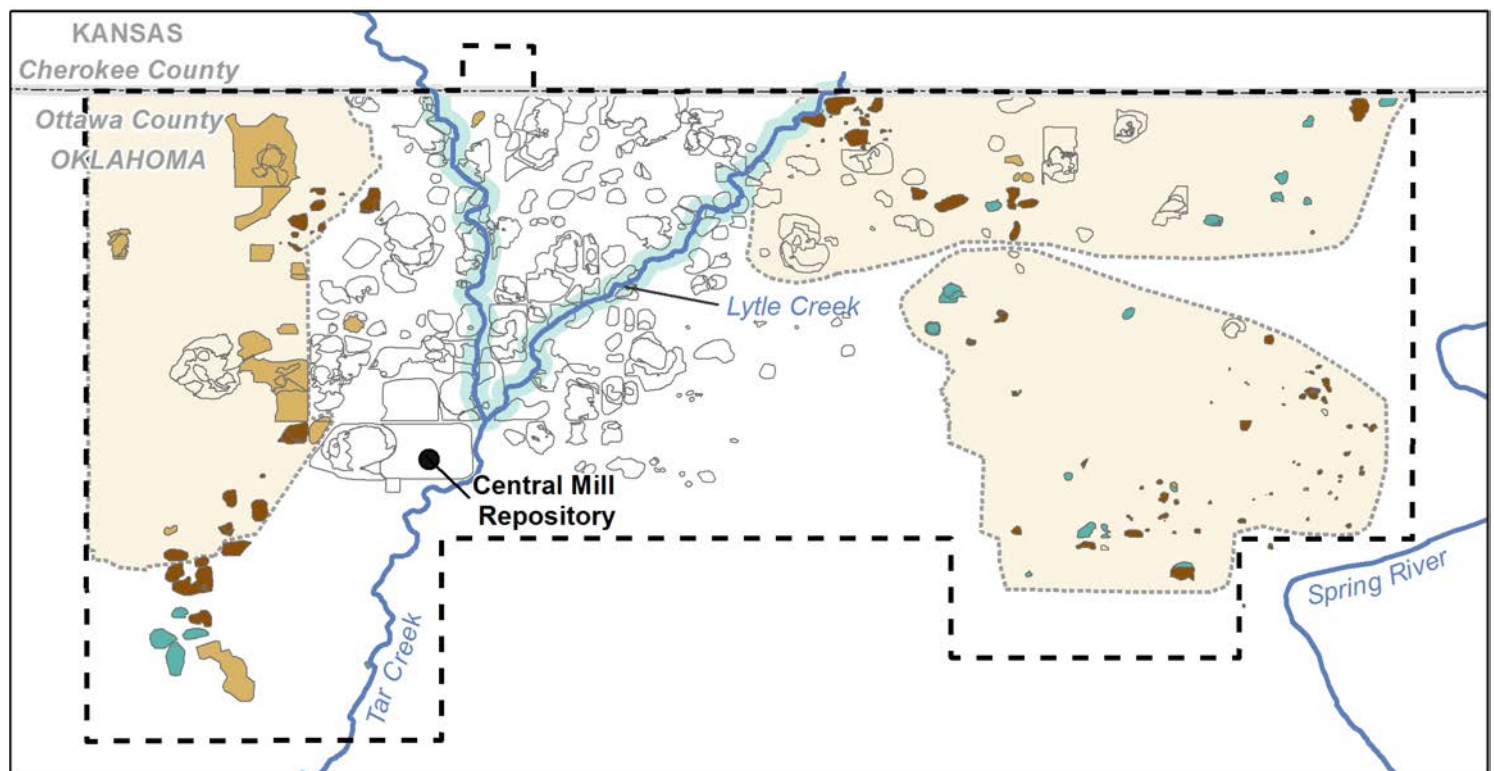 KANSAS
Cherokee County
Ottawa County
OKLAHOMA
Lytle Creek
Central Mill
Repository
Tar Creek
Spring River